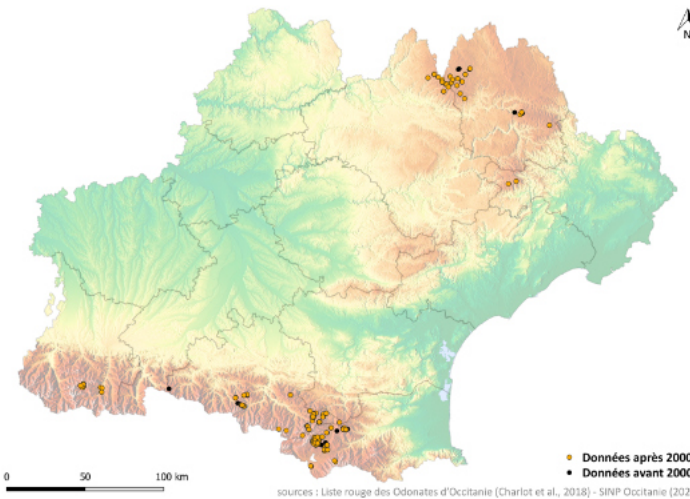 N
Données après 2000
Données avant 2000
0 50 100 km
sources : Liste rouge des Odonates d'Occitanie (Charlot et al., 2018) - SINP Occitanie (202